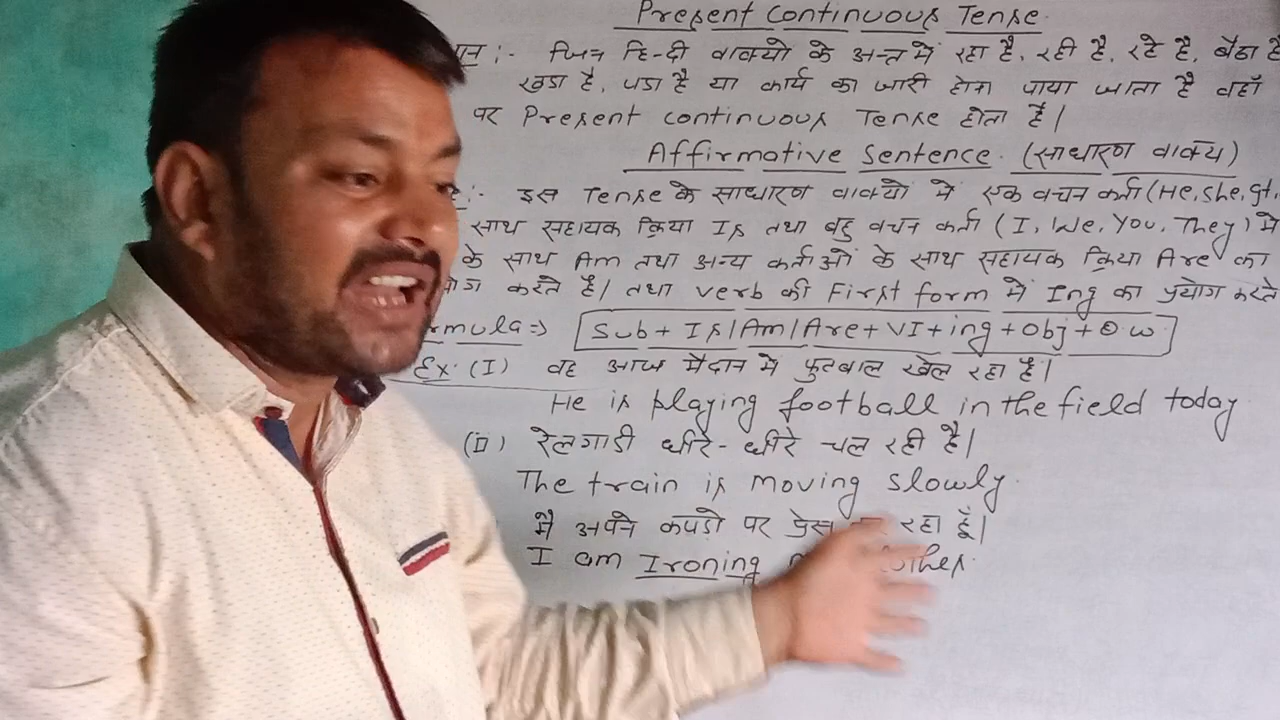 Present Continuous Tense
:- जिन हिन्दी वाक्यो के अन्त में रहा है, रही है, रहे है, बैठा है
खडा है, पडा है या कार्य का जारी होना पाया जाता है वहाँ
पर Present continuous Tense होता है।
Affirmative Sentence. (साधारण वाक्य)
:- इस Tense के साधारण वाक्यो मे एक वचन कर्ता (He, she, It,
साथ सहायक क्रिया Is तथा बहु वचन कर्ता (I, We, You, They) मे
के साथ Am तथा अन्य कर्ताओ के साथ सहायक क्रिया Are का
करते है। तथा verb की First form में Ing का प्रयोग करते
Sub + Is/Am/Are + VI + ing + Obj + O.w
Ex. (I) वह आज मैदान मे फुटबाल खेल रहा है।
He is playing football in the field today
(II) रेलगाडी धीरे-धीरे चल रही है।
The train is moving slowly.
मै अपने कपडो पर प्रेस रहा हूँ।
I am Ironing